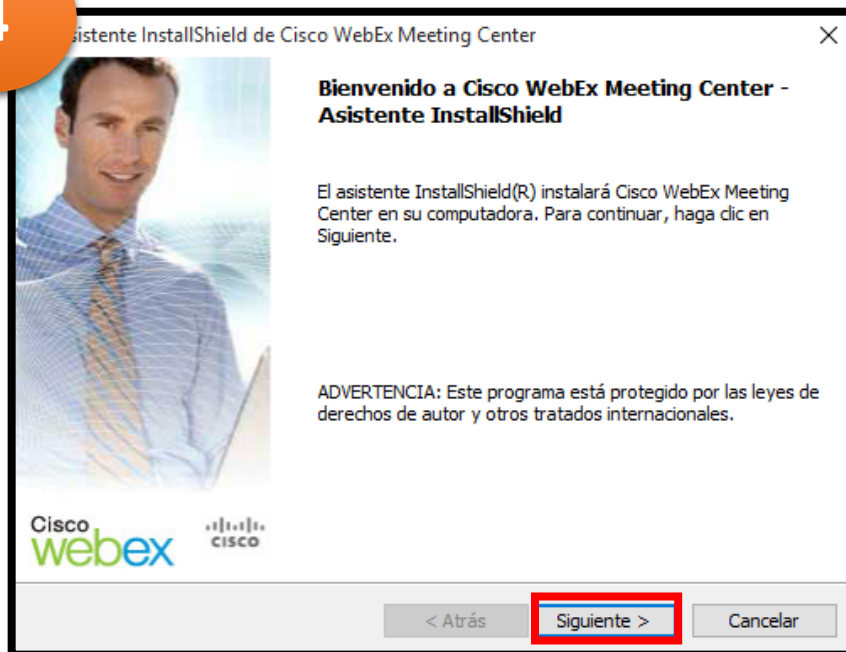 4
istente InstallShield de Cisco WebEx Meeting Center
Bienvenido a Cisco WebEx Meeting Center -
Asistente InstallShield
El asistente InstallShield(R) instalará Cisco WebEx Meeting
Center en su computadora. Para continuar, haga clic en
Siguiente.
ADVERTENCIA: Este programa está protegido por las leyes de
derechos de autor y otros tratados internacionales.
Cisco
webex
CISCO
< Atrás
Siguiente >
Cancelar